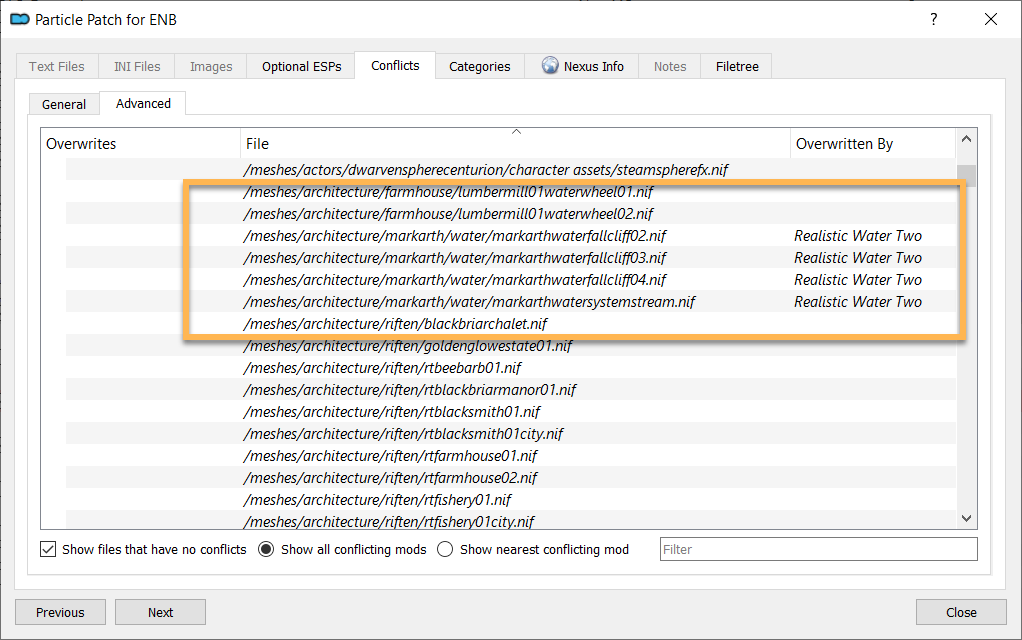 Particle Patch for ENB ?
Text Files INI Files Images Optional ESPs Conflicts Categories Nexus Info Notes Filetree
General Advanced
Overwrites File Overwritten By
/meshes/actors/dwarvenspherecenturion/character assets/steamspherefx.nif
/meshes/architecture/farmhouse/lumbermill01waterwheel01.nif
/meshes/architecture/farmhouse/lumbermill01waterwheel02.nif
/meshes/architecture/markarth/water/markarthwaterfallcliff02.nif Realistic Water Two
/meshes/architecture/markarth/water/markarthwaterfallcliff03.nif Realistic Water Two
/meshes/architecture/markarth/water/markarthwaterfallcliff04.nif Realistic Water Two
/meshes/architecture/markarth/water/markarthwatersystemstream.nif Realistic Water Two
/meshes/architecture/riften/blackbriarchalet.nif
/meshes/architecture/riften/goldenglowestate01.nif
/meshes/architecture/riften/rtbeebarb01.nif
/meshes/architecture/riften/rtblackbriarmanor01.nif
/meshes/architecture/riften/rtblacksmith01.nif
/meshes/architecture/riften/rtblacksmith01city.nif
/meshes/architecture/riften/rtfarmhouse01.nif
/meshes/architecture/riften/rtfarmhouse02.nif
/meshes/architecture/riften/rtfishery01.nif
/meshes/architecture/riften/rtfishery01city.nif
Show files that have no conflicts Show all conflicting mods Show nearest conflicting mod Filter
Previous Next Close